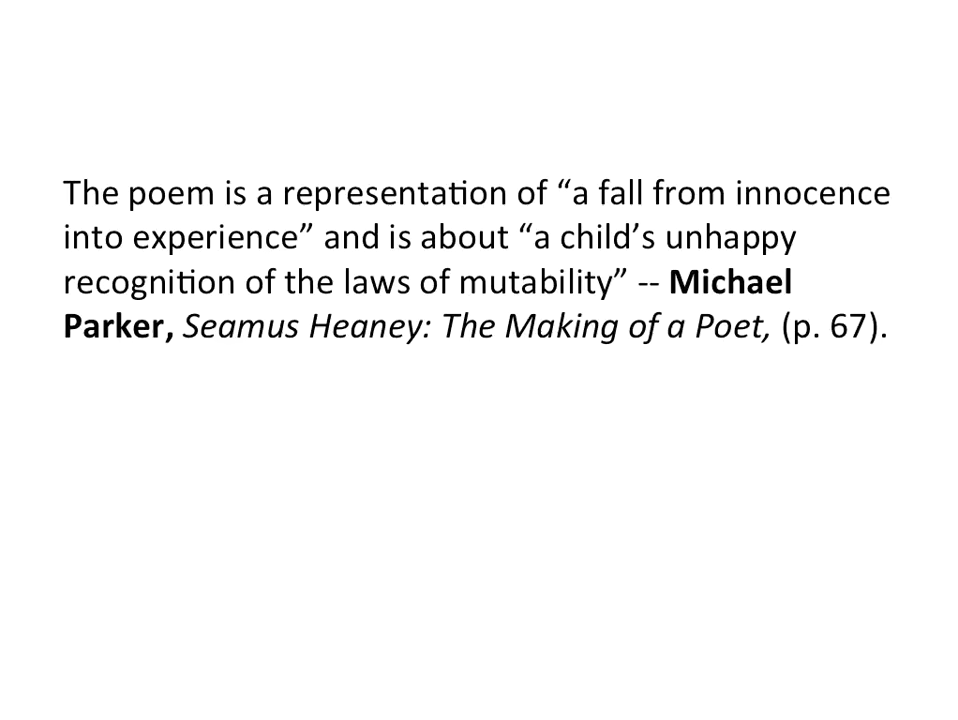 The poem is a representation of “a fall from innocence
into experience” and is about “a child’s unhappy
recognition of the laws of mutability” -- Michael
Parker, Seamus Heaney: The Making of a Poet, (p. 67).